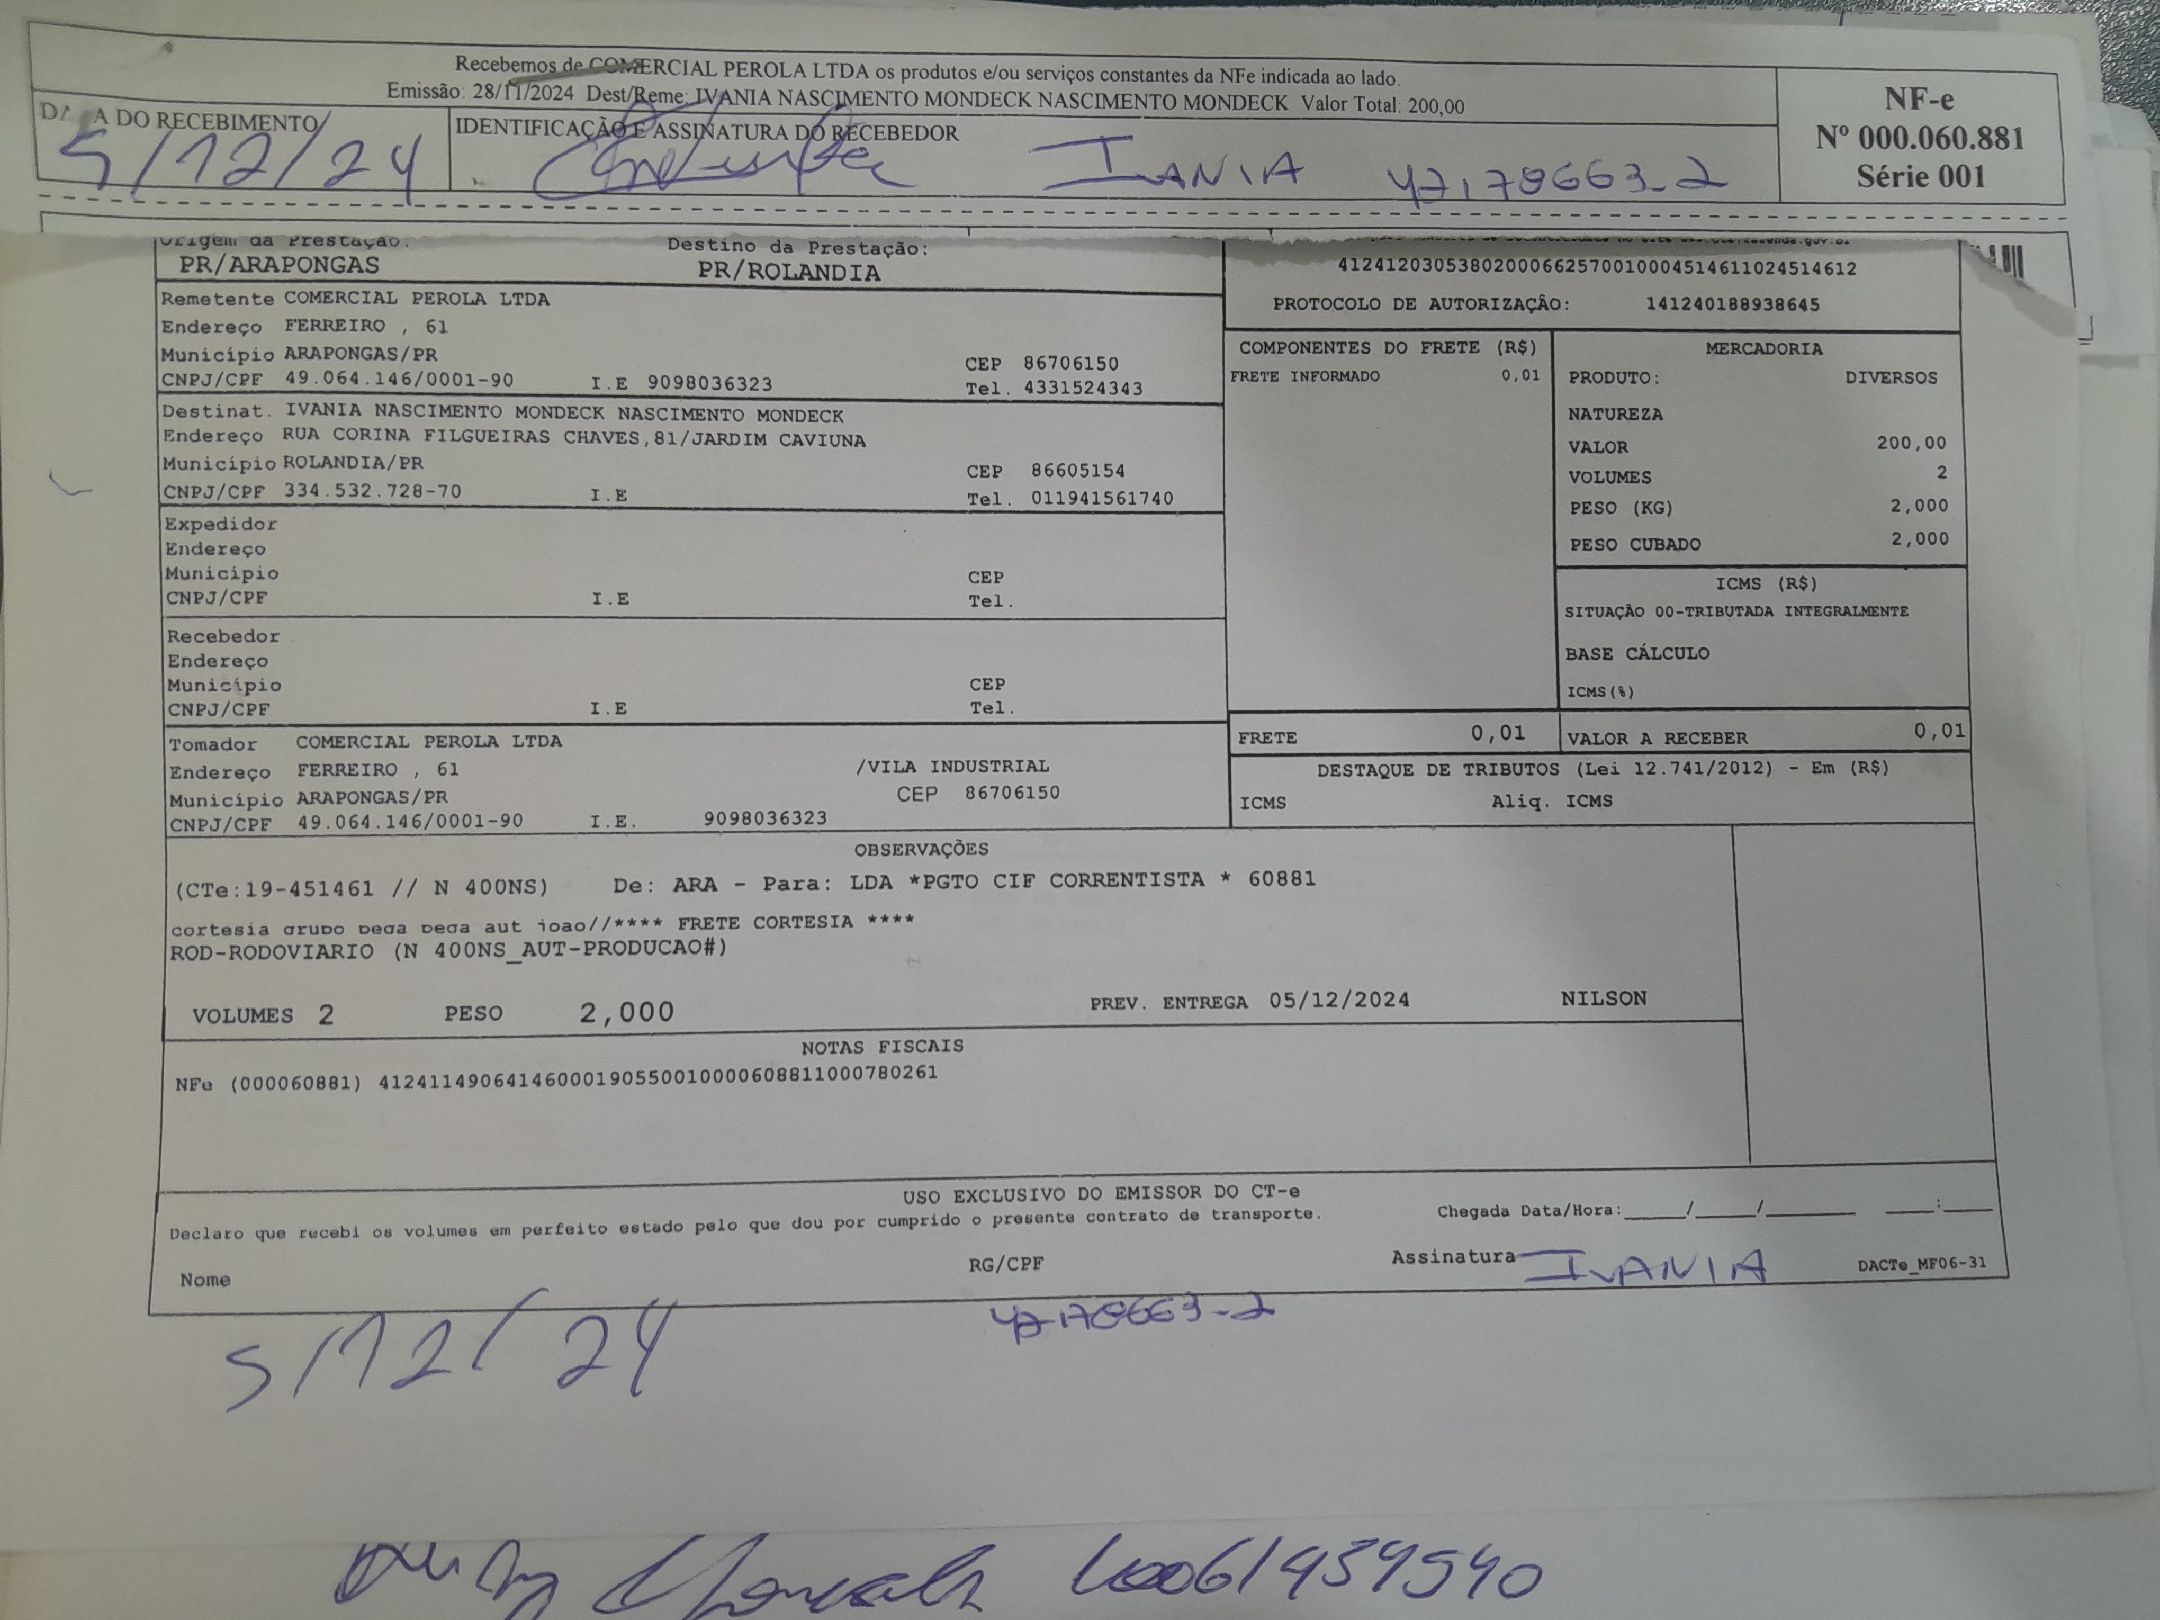 Recebemos de COMERCIAL PEROLA LTDA os produtos e/ou serviços constantes da NFe indicada ao lado.
Emissão: 28/11/2024 Dest/Reme: IVANIA NASCIMENTO MONDECK NASCIMENTO MONDECK Valor Total: 200,00
NF-e
Nº 000.060.881
Série 001
DATA DO RECEBIMENTO
5/12/24
IDENTIFICAÇÃO E ASSINATURA DO RECEBEDOR
IVANIA 42178663-2
Origem da Prestação:
PR/ARAPONGAS
Destino da Prestação:
PR/ROLANDIA
41241203053802000662570010004514611024514612
PROTOCOLO DE AUTORIZAÇÃO: 141240188938645
Remetente COMERCIAL PEROLA LTDA
Endereço FERREIRO , 61
Município ARAPONGAS/PR CEP 86706150
CNPJ/CPF 49.064.146/0001-90 I.E 9098036323 Tel. 4331524343
Destinat. IVANIA NASCIMENTO MONDECK NASCIMENTO MONDECK
Endereço RUA CORINA FILGUEIRAS CHAVES,81/JARDIM CAVIUNA
Município ROLANDIA/PR CEP 86605154
CNPJ/CPF 334.532.728-70 I.E Tel. 011941561740
Expedidor
Endereço
Município CEP
CNPJ/CPF I.E Tel.
Recebedor
Endereço
Município CEP
CNPJ/CPF I.E Tel.
Tomador COMERCIAL PEROLA LTDA
Endereço FERREIRO , 61 /VILA INDUSTRIAL
Município ARAPONGAS/PR CEP 86706150
CNPJ/CPF 49.064.146/0001-90 I.E. 9098036323
COMPONENTES DO FRETE (R$)
FRETE INFORMADO 0,01
MERCADORIA
PRODUTO: DIVERSOS
NATUREZA
VALOR 200,00
VOLUMES 2
PESO (KG) 2,000
PESO CUBADO 2,000
ICMS (R$)
SITUAÇÃO 00-TRIBUTADA INTEGRALMENTE
BASE CÁLCULO
ICMS(%)
FRETE 0,01
VALOR A RECEBER 0,01
DESTAQUE DE TRIBUTOS (Lei 12.741/2012) - Em (R$)
ICMS Aliq. ICMS
OBSERVAÇÕES
(CTe:19-451461 // N 400NS) De: ARA - Para: LDA *PGTO CIF CORRENTISTA * 60881
cortesia grupo pega pega aut joao//**** FRETE CORTESIA ****
ROD-RODOVIARIO (N 400NS_AUT-PRODUCAO#)
VOLUMES 2 PESO 2,000 PREV. ENTREGA 05/12/2024 NILSON
NOTAS FISCAIS
NFe (000060881) 41241149064146000190550010000608811000780261
USO EXCLUSIVO DO EMISSOR DO CT-e
Declaro que recebi os volumes em perfeito estado pelo que dou por cumprido o presente contrato de transporte.
Chegada Data/Hora:_____/_____/________ ____:____
Nome RG/CPF Assinatura IVANIA DACTe_MF06-31
5/12/24 42178663-2